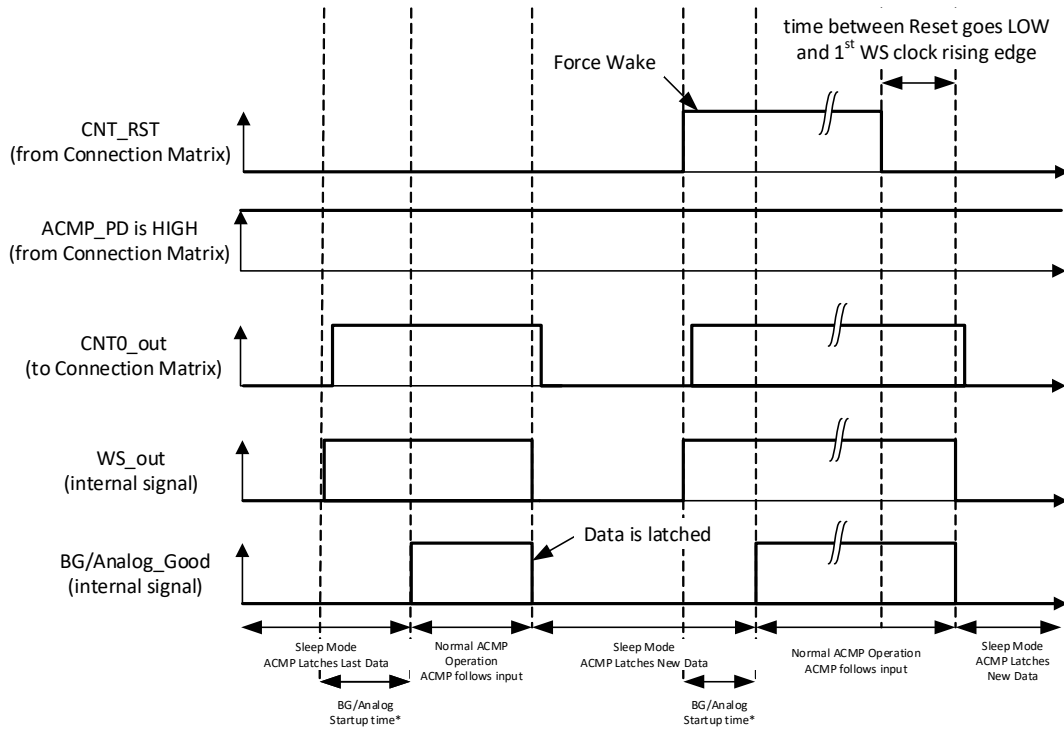 time between Reset goes LOW
and 1st WS clock rising edge
Force Wake
CNT_RST
(from Connection Matrix)
ACMP_PD is HIGH
(from Connection Matrix)
CNT0_out
(to Connection Matrix)
WS_out
(internal signal)
Data is latched
BG/Analog_Good
(internal signal)
Sleep Mode
ACMP Latches Last Data
Normal ACMP
Operation
ACMP follows input
Sleep Mode
ACMP Latches New Data
Normal ACMP Operation
ACMP follows input
Sleep Mode
ACMP Latches
New Data
BG/Analog
Startup time*
BG/Analog
Startup time*